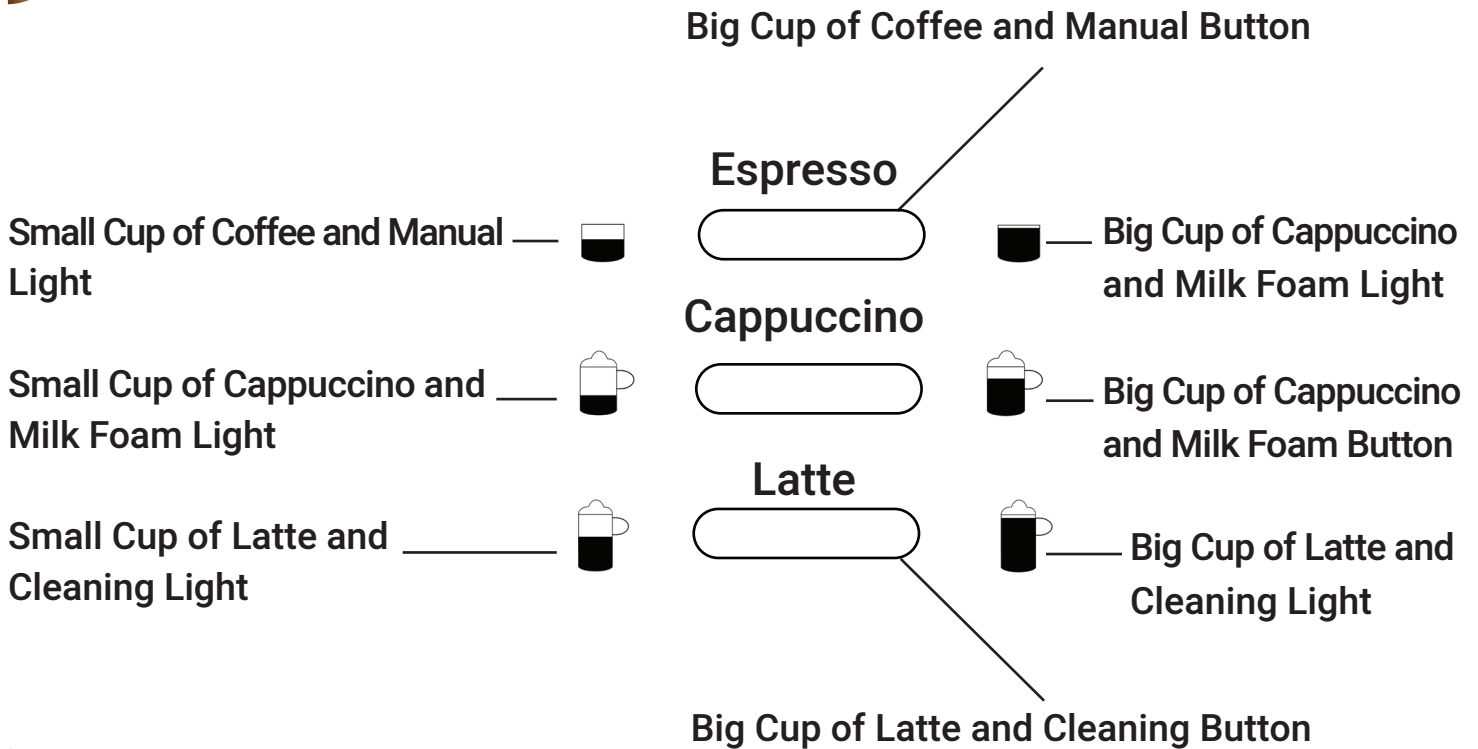 Big Cup of Coffee and Manual Button
Espresso
Small Cup of Coffee and Manual
Light
Big Cup of Cappuccino
and Milk Foam Light
Cappuccino
Small Cup of Cappuccino and
Milk Foam Light
Big Cup of Cappuccino
and Milk Foam Button
Latte
Small Cup of Latte and
Cleaning Light
Big Cup of Latte and
Cleaning Light
Big Cup of Latte and Cleaning Button